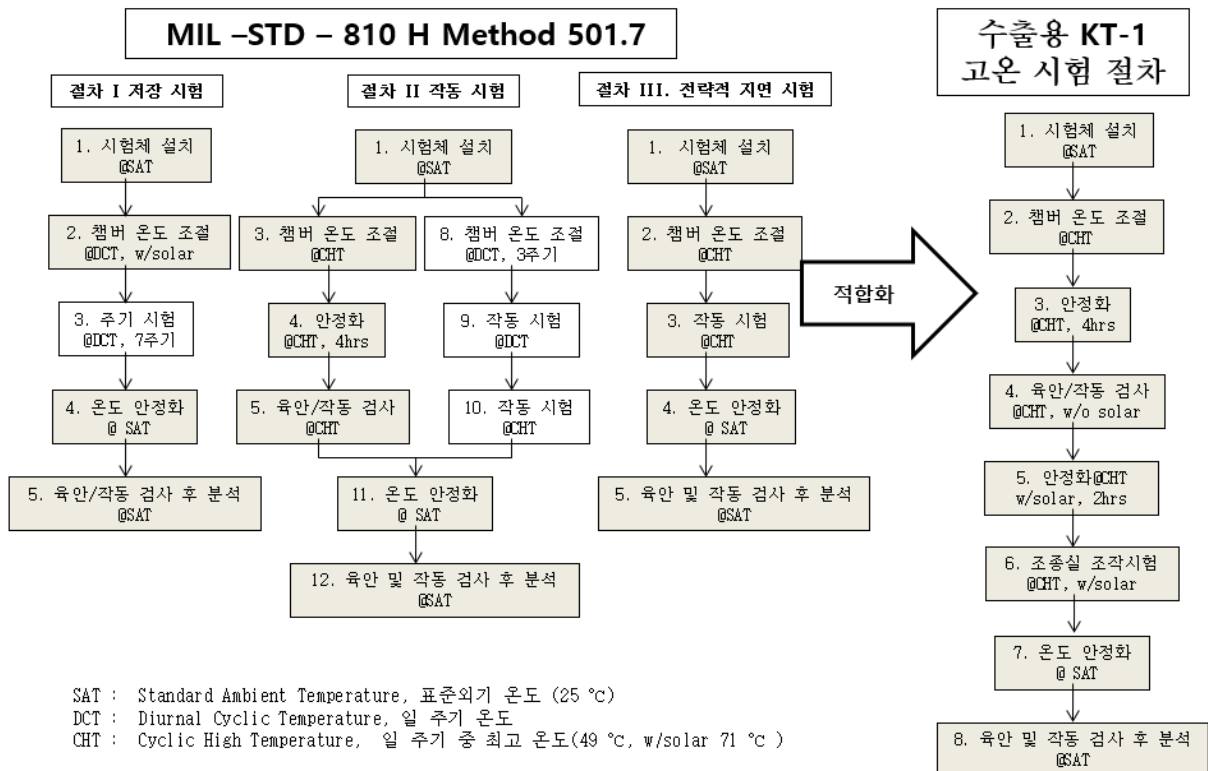 MIL –STD – 810 H Method 501.7
수출용 KT-1
고온 시험 절차
절차 I 저장 시험
1. 시험체 설치
@SAT
2. 챔버 온도 조절
@DCT, w/solar
3. 주기 시험
@DCT, 7주기
4. 온도 안정화
@ SAT
5. 육안/작동 검사 후 분석
@SAT
절차 II 작동 시험
1. 시험체 설치
@SAT
3. 챔버 온도 조절
@CHT
4. 안정화
@CHT, 4hrs
5. 육안/작동 검사
@CHT
8. 챔버 온도 조절
@DCT, 3주기
9. 작동 시험
@DCT
10. 작동 시험
@CHT
11. 온도 안정화
@ SAT
12. 육안 및 작동 검사 후 분석
@SAT
절차 III. 전략적 지연 시험
1. 시험체 설치
@SAT
2. 챔버 온도 조절
@CHT
3. 작동 시험
@CHT
4. 온도 안정화
@ SAT
5. 육안 및 작동 검사 후 분석
@SAT
적합화
1. 시험체 설치
@SAT
2. 챔버 온도 조절
@CHT
3. 안정화
@CHT, 4hrs
4. 육안/작동 검사
@CHT, w/o solar
5. 안정화@CHT
w/solar, 2hrs
6. 조종실 조작시험
@CHT, w/solar
7. 온도 안정화
@ SAT
8. 육안 및 작동 검사 후 분석
@SAT
SAT : Standard Ambient Temperature, 표준외기 온도 (25 ℃)
DCT : Diurnal Cyclic Temperature, 일 주기 온도
CHT : Cyclic High Temperature, 일 주기 중 최고 온도(49 ℃, w/solar 71 ℃ )